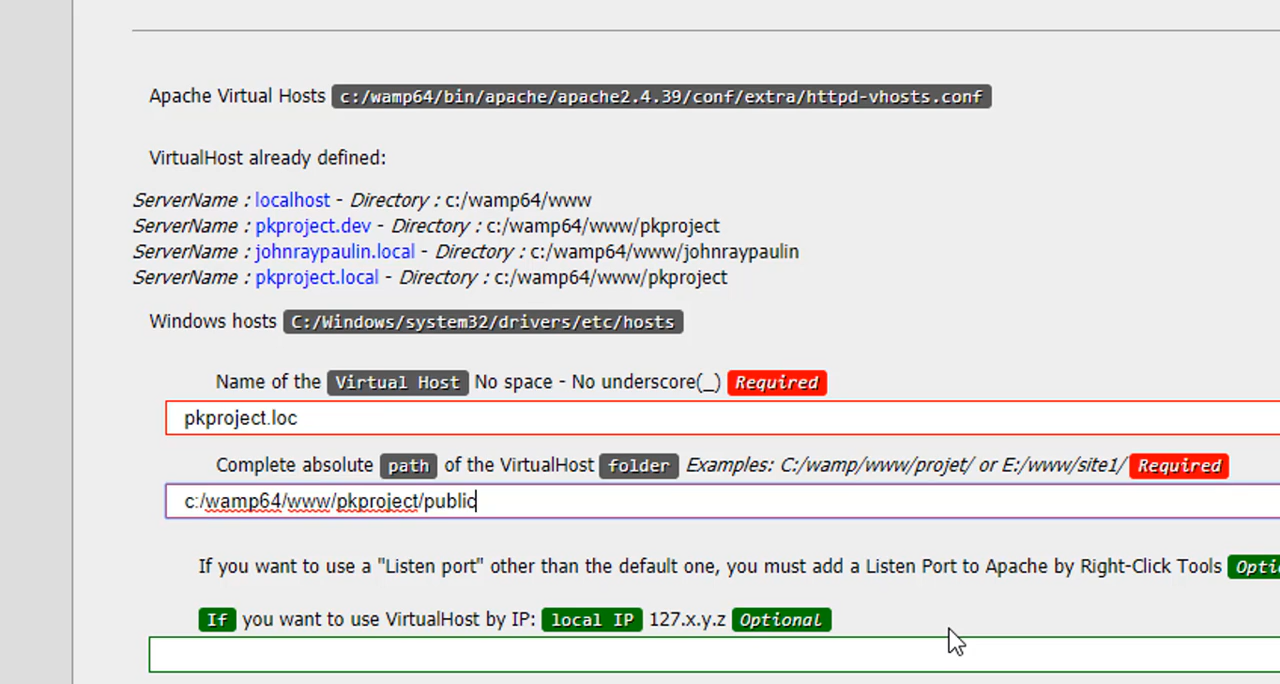 Apache Virtual Hosts c:/wamp64/bin/apache/apache2.4.39/conf/extra/httpd-vhosts.conf
VirtualHost already defined:
ServerName : localhost - Directory : c:/wamp64/www
ServerName : pkproject.dev - Directory : c:/wamp64/www/pkproject
ServerName : johnraypaulin.local - Directory : c:/wamp64/www/johnraypaulin
ServerName : pkproject.local - Directory : c:/wamp64/www/pkproject
Windows hosts C:/Windows/system32/drivers/etc/hosts
Name of the Virtual Host No space - No underscore(_) Required
pkproject.loc
Complete absolute path of the VirtualHost folder Examples: C:/wamp/www/projet/ or E:/www/site1/ Required
c:/wamp64/www/pkproject/public
If you want to use a "Listen port" other than the default one, you must add a Listen Port to Apache by Right-Click Tools
If you want to use VirtualHost by IP: local IP 127.x.y.z Optional